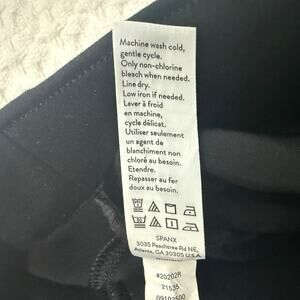 Machine wash cold,
gentle cycle.
Only non-chlorine
bleach when needed.
Line dry.
Low iron if needed.
Laver à froid
en machine,
cycle délicat.
Utiliser seulement
un agent de
blanchiment non
chloré au besoin.
Etendre.
Repasser au fer
doux au besoin.
SPANX
3035 Peachtree Rd NE,
Atlanta, GA 30305 U.S.A.
#20202R
21535